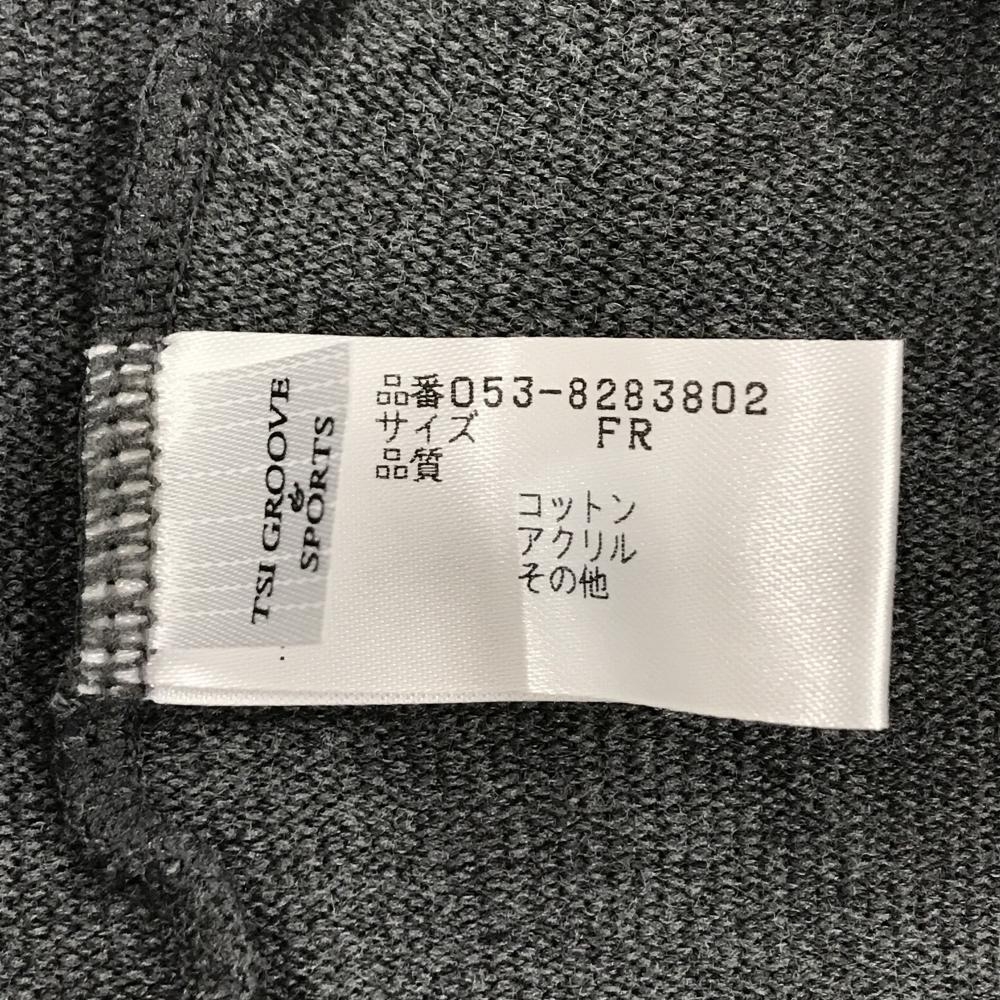 TSI GROOVE
&
SPORTS
品番053-8283802
サイズ FR
品質
コットン
アクリル
その他